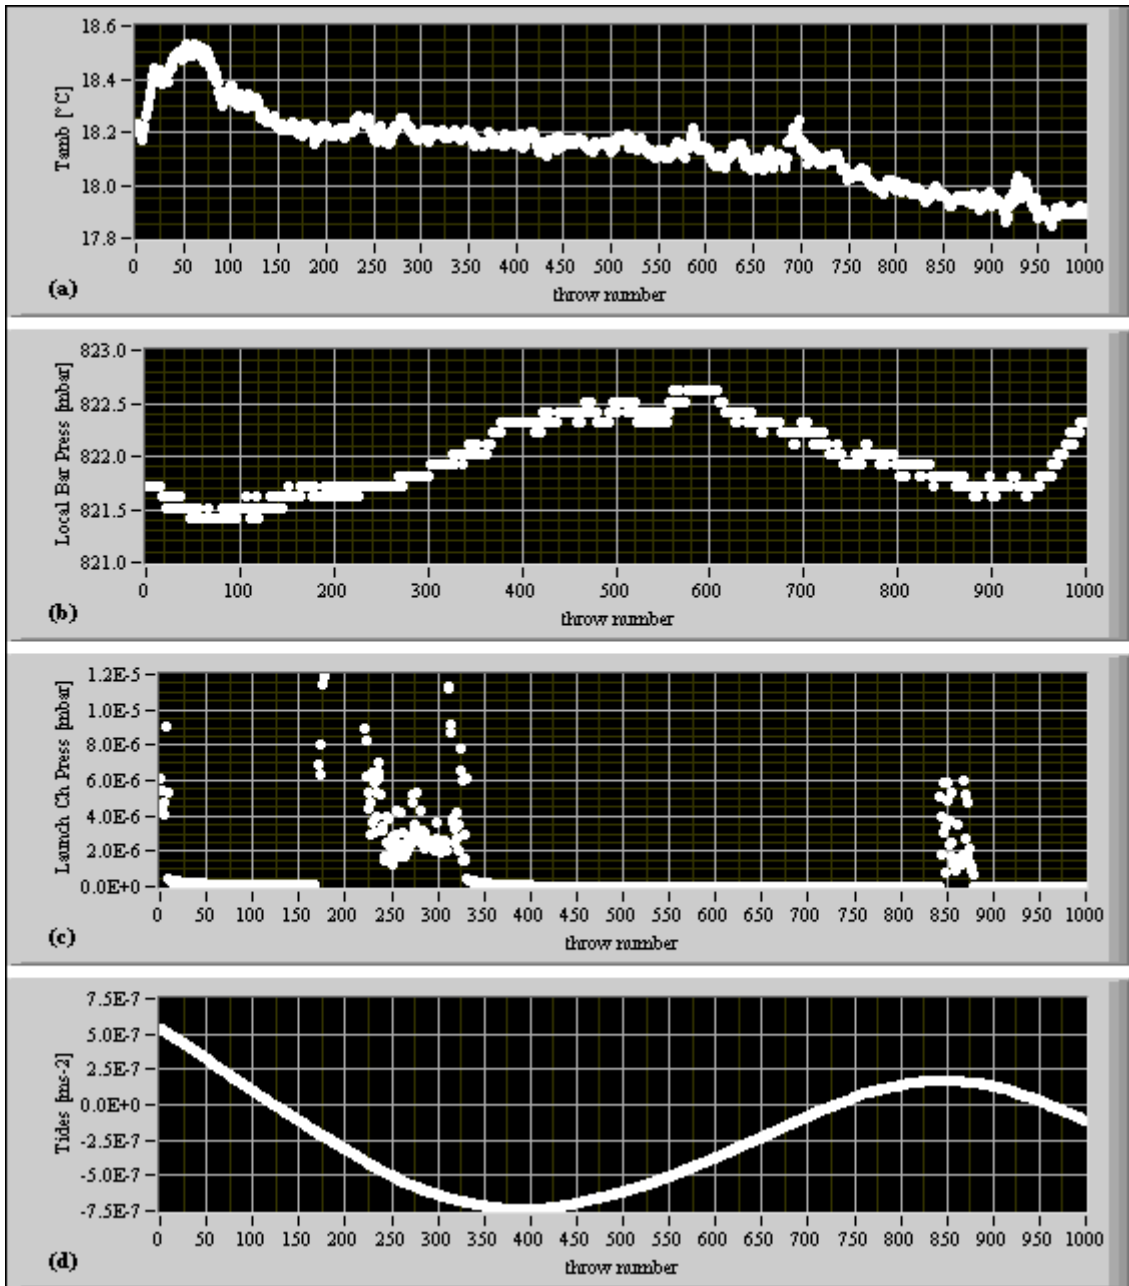 18.6
18.4
18.2
18.0
17.8
Tamb [°C]
0 50 100 150 200 250 300 350 400 450 500 550 600 650 700 750 800 850 900 950 1000
throw number
(a)
823.0
822.5
822.0
821.5
821.0
Local Bar Press [mbar]
0 100 200 300 400 500 600 700 800 900 1000
throw number
(b)
1.2E-5
1.0E-5
8.0E-6
6.0E-6
4.0E-6
2.0E-6
0.0E+0
Launch Ch Press [mbar]
0 50 100 150 200 250 300 350 400 450 500 550 600 650 700 750 800 850 900 950 1000
throw number
(c)
7.5E-7
5.0E-7
2.5E-7
0.0E+0
-2.5E-7
-5.0E-7
-7.5E-7
Tides [ms-2]
0 50 100 150 200 250 300 350 400 450 500 550 600 650 700 750 800 850 900 950 1000
throw number
(d)